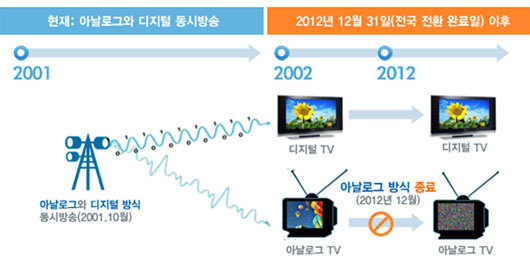 현재: 아날로그와 디지털 동시방송
2012년 12월 31일(전국 전환 완료일) 이후
2001
2002
2012
디지털 TV
디지털 TV
아날로그와 디지털 방식
동시방송(2001.10월)
아날로그 방식 종료
(2012년 12월)
아날로그 TV
아날로그 TV